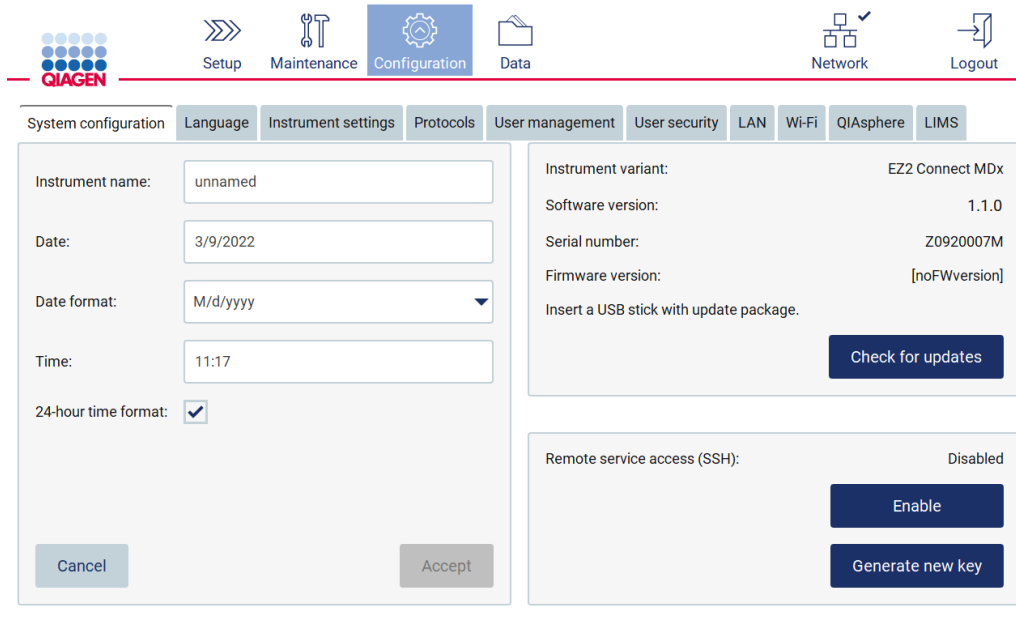 QIAGEN
Setup
Maintenance
Configuration
Data
Network
Logout
System configuration
Language
Instrument settings
Protocols
User management
User security
LAN
Wi-Fi
QIAsphere
LIMS
Instrument name: unnamed
Date: 3/9/2022
Date format: M/d/yyyy
Time: 11:17
24-hour time format:
Cancel
Accept
Instrument variant: EZ2 Connect MDx
Software version: 1.1.0
Serial number: Z0920007M
Firmware version: [noFWversion]
Insert a USB stick with update package.
Check for updates
Remote service access (SSH): Disabled
Enable
Generate new key